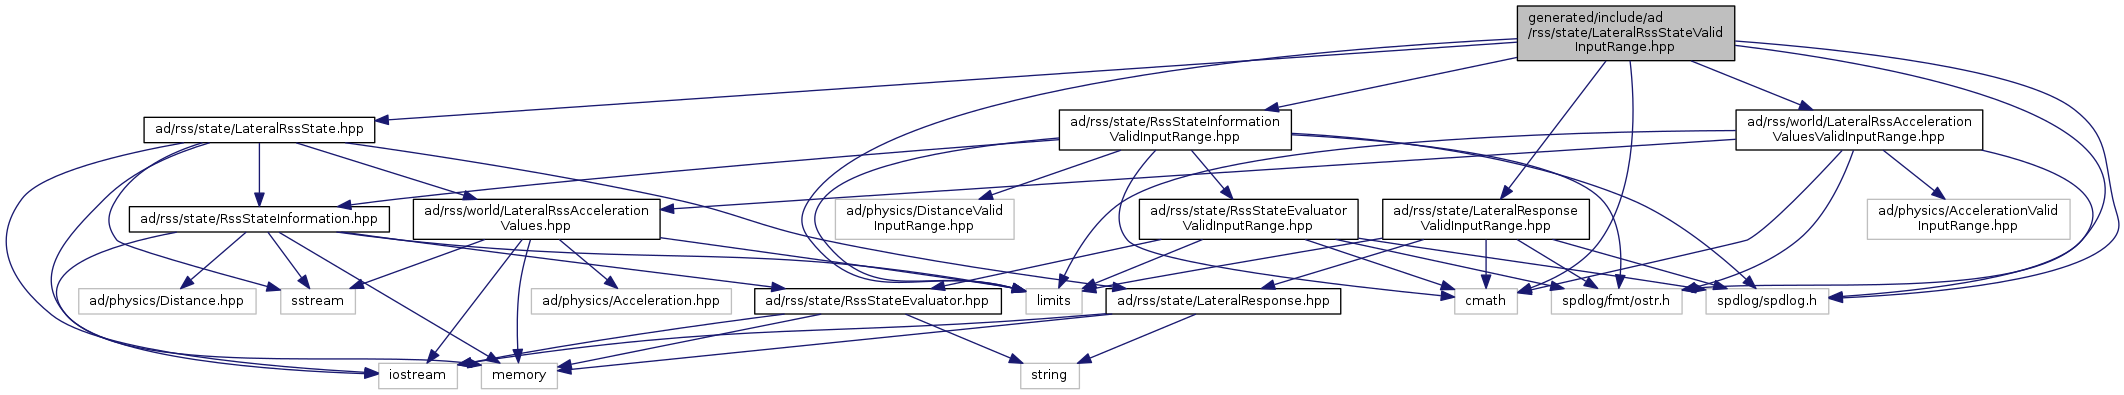 generated/include/ad
/rss/state/LateralRssStateValid
InputRange.hpp
ad/rss/state/LateralRssState.hpp
ad/rss/state/RssStateInformation
ValidInputRange.hpp
ad/rss/world/LateralRssAcceleration
ValuesValidInputRange.hpp
ad/rss/state/RssStateInformation.hpp
ad/rss/world/LateralRssAcceleration
Values.hpp
ad/physics/DistanceValid
InputRange.hpp
ad/rss/state/RssStateEvaluator
ValidInputRange.hpp
ad/rss/state/LateralResponse
ValidInputRange.hpp
ad/physics/AccelerationValid
InputRange.hpp
ad/physics/Distance.hpp
sstream
ad/physics/Acceleration.hpp
ad/rss/state/RssStateEvaluator.hpp
limits
ad/rss/state/LateralResponse.hpp
cmath
spdlog/fmt/ostr.h
spdlog/spdlog.h
iostream
memory
string